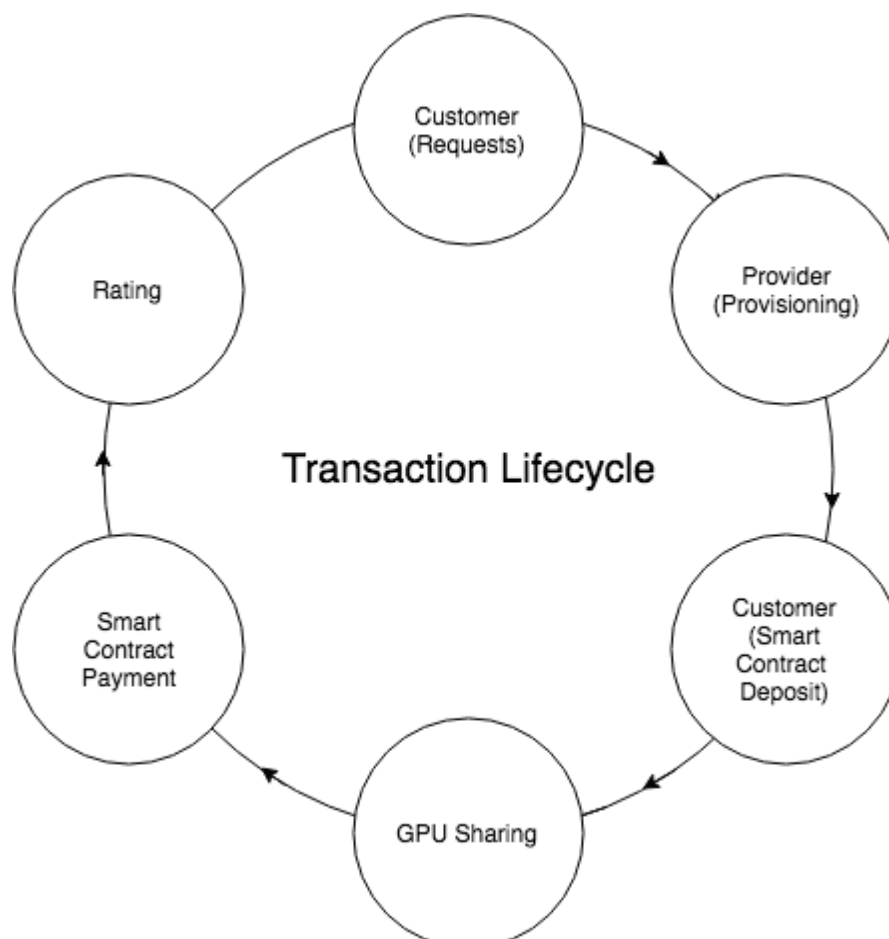 Customer
(Requests)
Provider
(Provisioning)
Rating
Transaction Lifecycle
Smart
Contract
Payment
Customer
(Smart
Contract
Deposit)
GPU Sharing